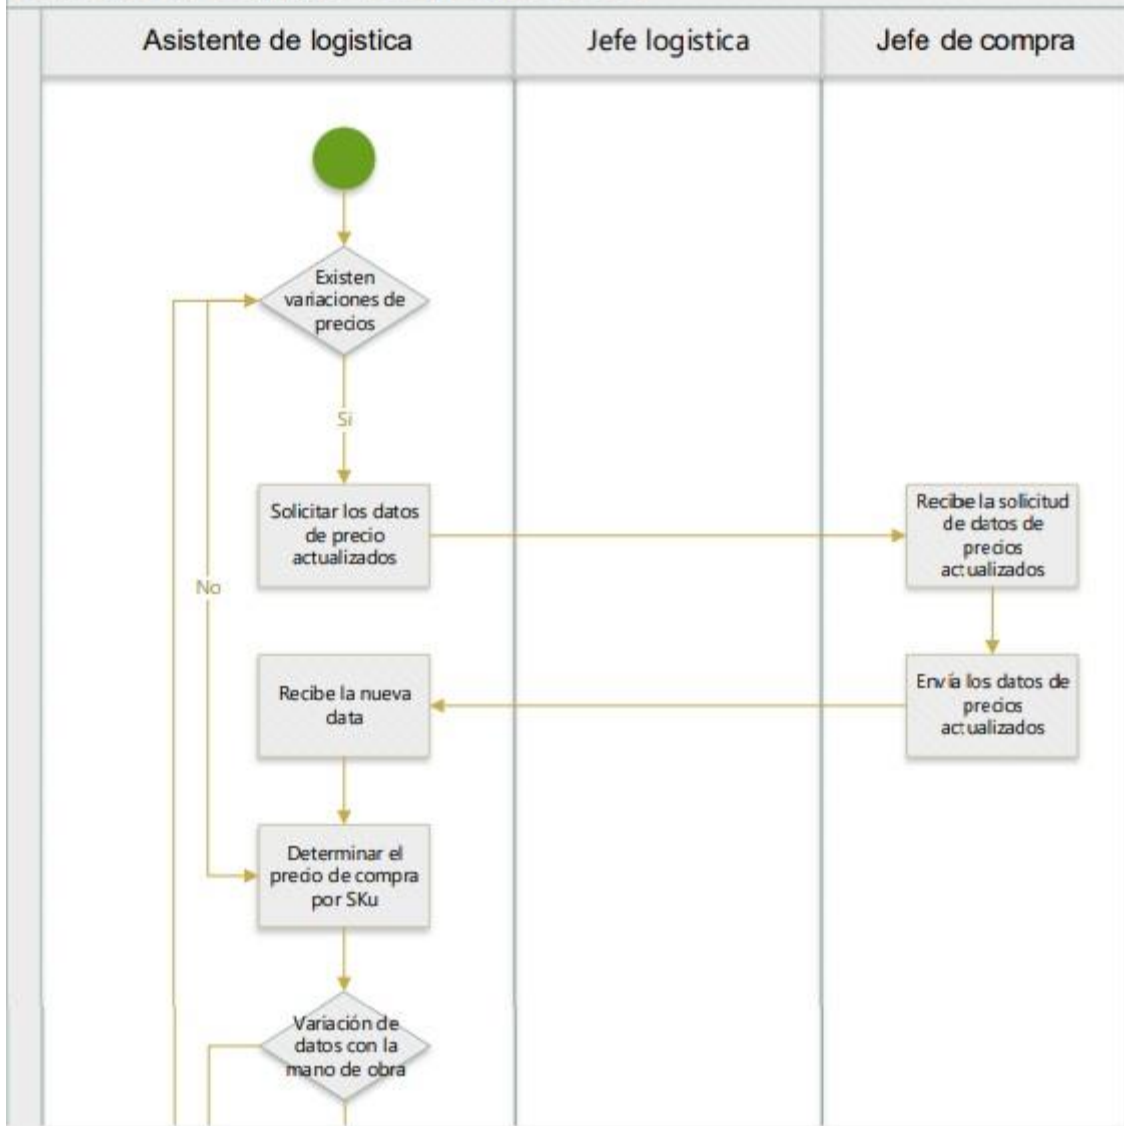 Asistente de logistica
Jefe logistica
Jefe de compra
Existen
variaciones de
precios
Si
Solicitar los datos
de precio
actualizados
Recibe la solicitud
de datos de
precios
actualizados
No
Recibe la nueva
data
Envía los datos de
precios
actualizados
Determinar el
precio de compra
por SKu
Variación de
datos con la
mano de obra